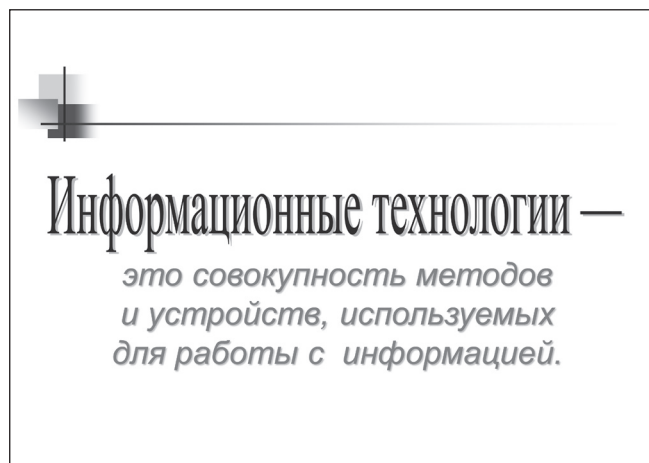 Информационные технологии —
это совокупность методов
и устройств, используемых
для работы с информацией.